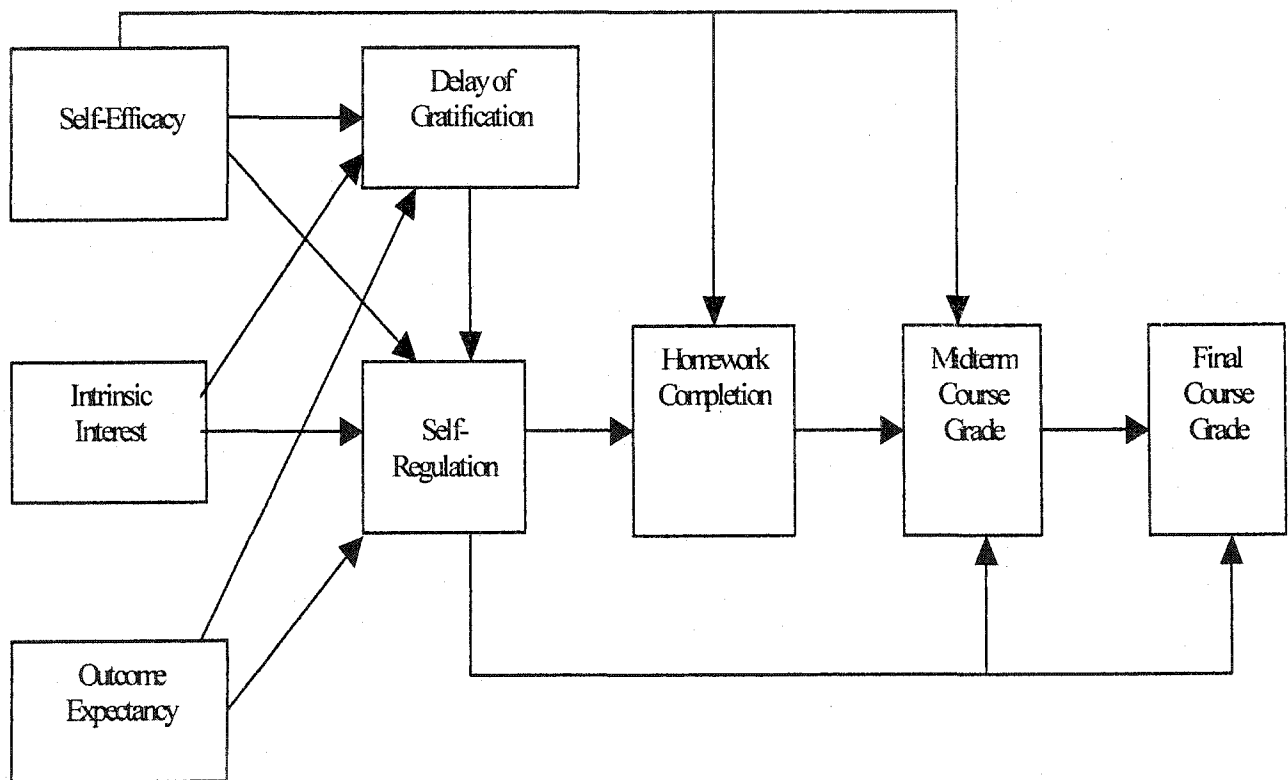 Self-Efficacy
Delay of
Gratification
Intrinsic
Interest
Self-
Regulation
Homework
Completion
Midterm
Course
Grade
Final
Course
Grade
Outcome
Expectancy